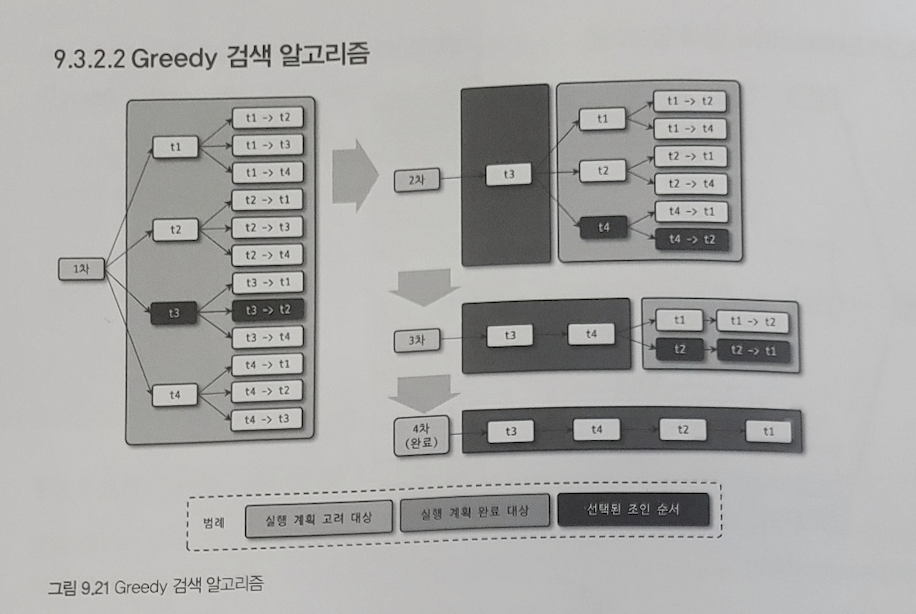 9.3.2.2 Greedy 검색 알고리즘
1차
t1
t1 -> t2
t1 -> t3
t1 -> t4
t2
t2 -> t1
t2 -> t3
t2 -> t4
t3
t3 -> t1
t3 -> t2
t3 -> t4
t4
t4 -> t1
t4 -> t2
t4 -> t3
2차
t3
t1
t1 -> t2
t1 -> t4
t2
t2 -> t1
t2 -> t4
t4
t4 -> t1
t4 -> t2
3차
t3
t4
t1
t1 -> t2
t2
t2 -> t1
4차
(완료)
t3
t4
t2
t1
범례
실행 계획 고려 대상
실행 계획 완료 대상
선택된 조인 순서
그림 9.21 Greedy 검색 알고리즘